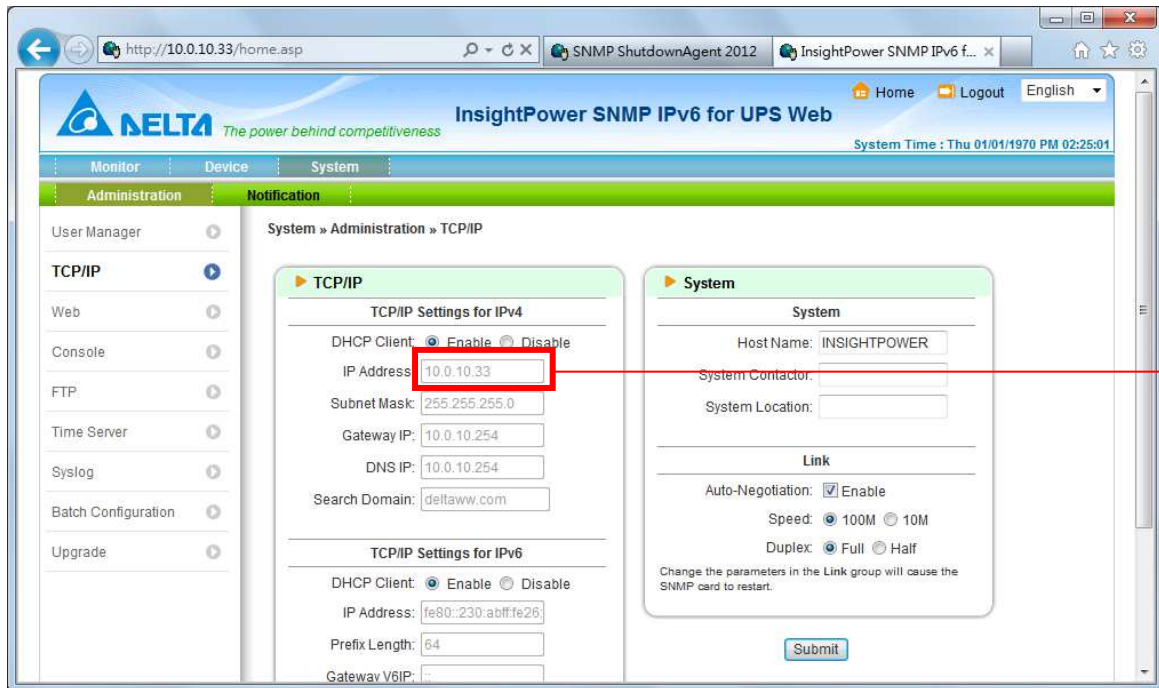 http://10.0.10.33/home.asp
SNMP ShutdownAgent 2012
InsightPower SNMP IPv6 f...
Home
Logout
English
DELTA
The power behind competitiveness
InsightPower SNMP IPv6 for UPS Web
System Time : Thu 01/01/1970 PM 02:25:01
Monitor
Device
System
Administration
Notification
User Manager
TCP/IP
Web
Console
FTP
Time Server
Syslog
Batch Configuration
Upgrade
System » Administration » TCP/IP
TCP/IP
TCP/IP Settings for IPv4
DHCP Client: Enable Disable
IP Address: 10.0.10.33
Subnet Mask: 255.255.255.0
Gateway IP: 10.0.10.254
DNS IP: 10.0.10.254
Search Domain: deltaww.com
TCP/IP Settings for IPv6
DHCP Client: Enable Disable
IP Address: fe80::230:abff:fe26:
Prefix Length: 64
Gateway V6IP: ::
System
System
Host Name: INSIGHTPOWER
System Contactor:
System Location:
Link
Auto-Negotiation: Enable
Speed: 100M 10M
Duplex: Full Half
Change the parameters in the Link group will cause the
SNMP card to restart.
Submit